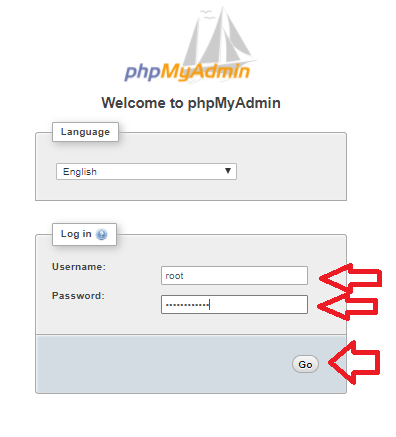 phpMyAdmin
Welcome to phpMyAdmin
Language
English
Log in
Username:
root
Password:
••••••••••••
Go